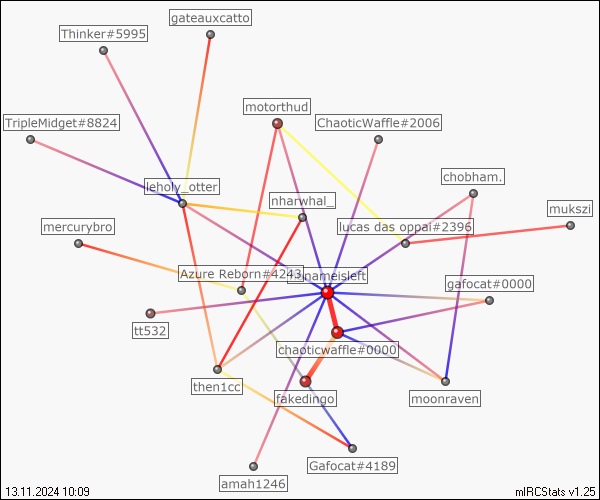 gateauxcatto
Thinker#5995
motorthud
TripleMidget#8824
ChaoticWaffle#2006
chobham.
leholy_otter
nharwhal_
mukszi
mercurybro
lucas das oppai#2396
Azure Reborn#4243
nameisleft
gafocat#0000
tt532
chaoticwaffle#0000
then1cc
fakedingo
moonraven
Gafocat#4189
amah1246
13.11.2024 10:09
mIRCStats v1.25